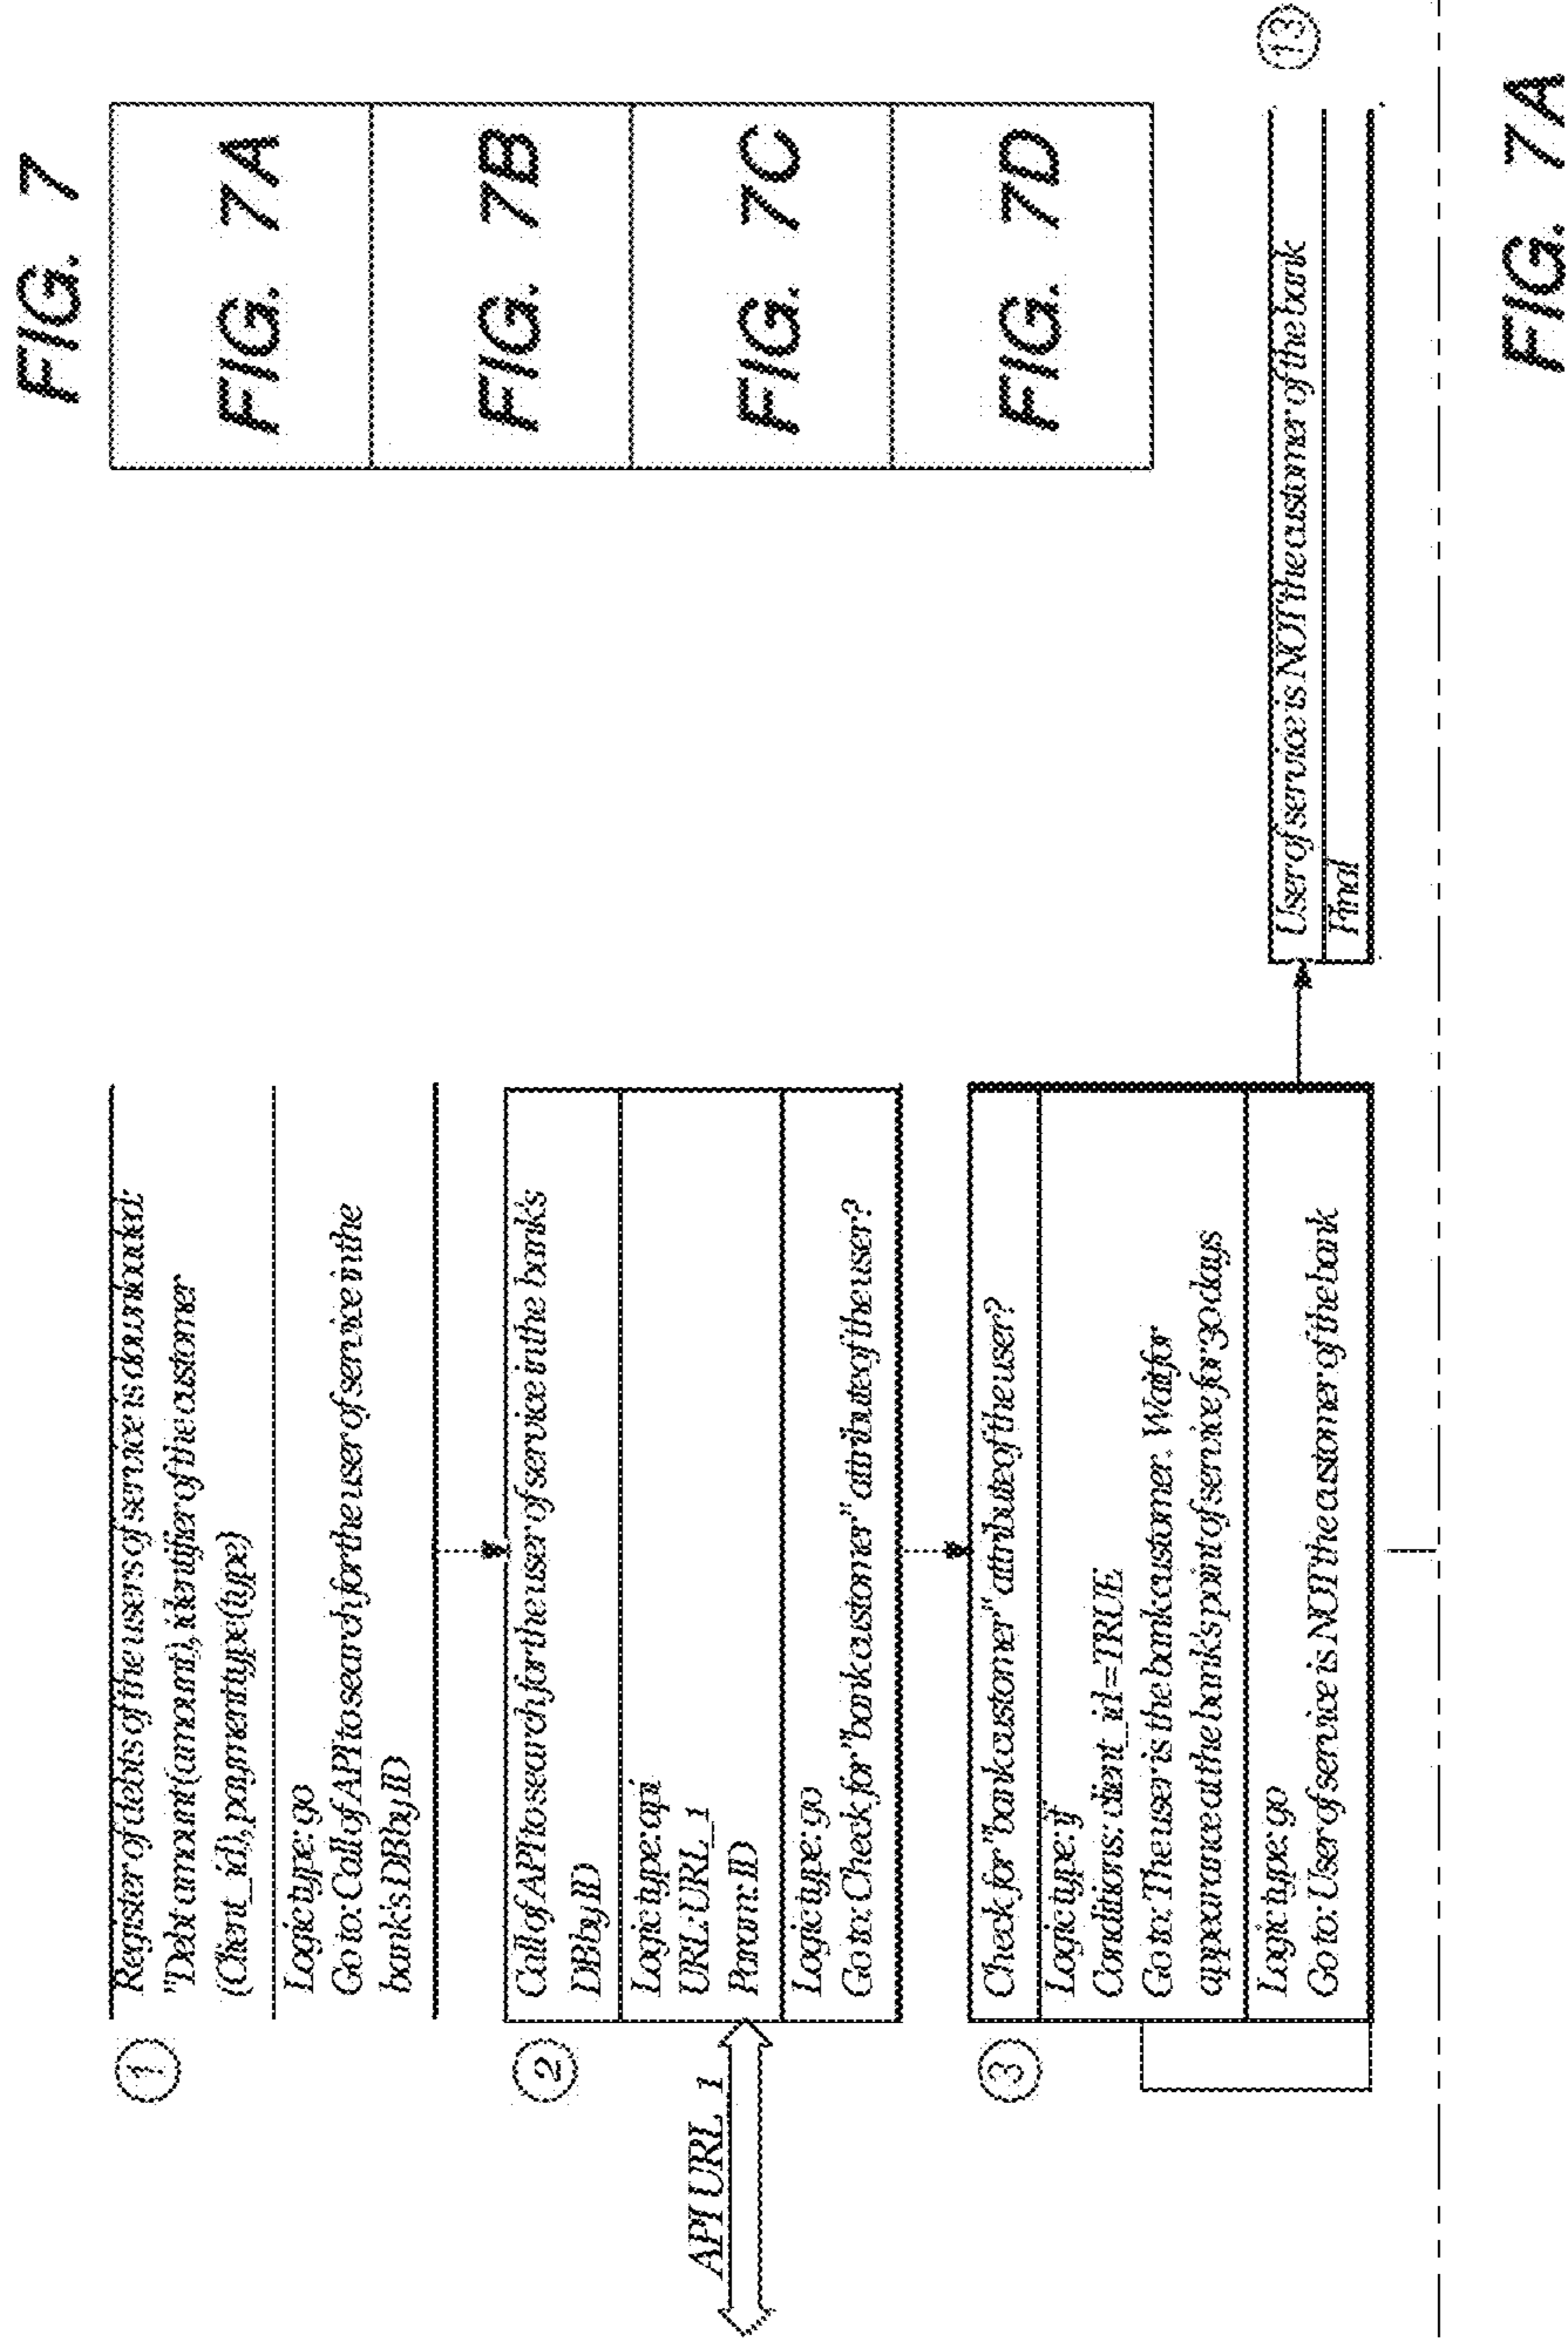 FIG. 7
FIG. 7A
FIG. 7B
FIG. 7C
FIG. 7D
1
Register of debts of the users of service is downloaded:
"Debt amount (amount), identifier of the customer
(Client_id), payment type (type)
Logic type: go
Go to: Call of API to search for the user of service in the
bank's DB by ID
2
Call of API to search for the user of service in the bank's
DB by ID
Logic type: api
URL: URL_1
Param: ID
Logic type: go
Go to: Check for "bank customer" attribute of the user?
API URL_1
3
Check for "bank customer" attribute of the user?
Logic type: if
Conditions: client_id=TRUE
Go to: The user is the bank customer. Wait for
appearance at the bank's point of service for 30 days
Logic type: go
Go to: User of service is NOT the customer of the bank
13
User of service is NOT the customer of the bank
Final
FIG. 7A